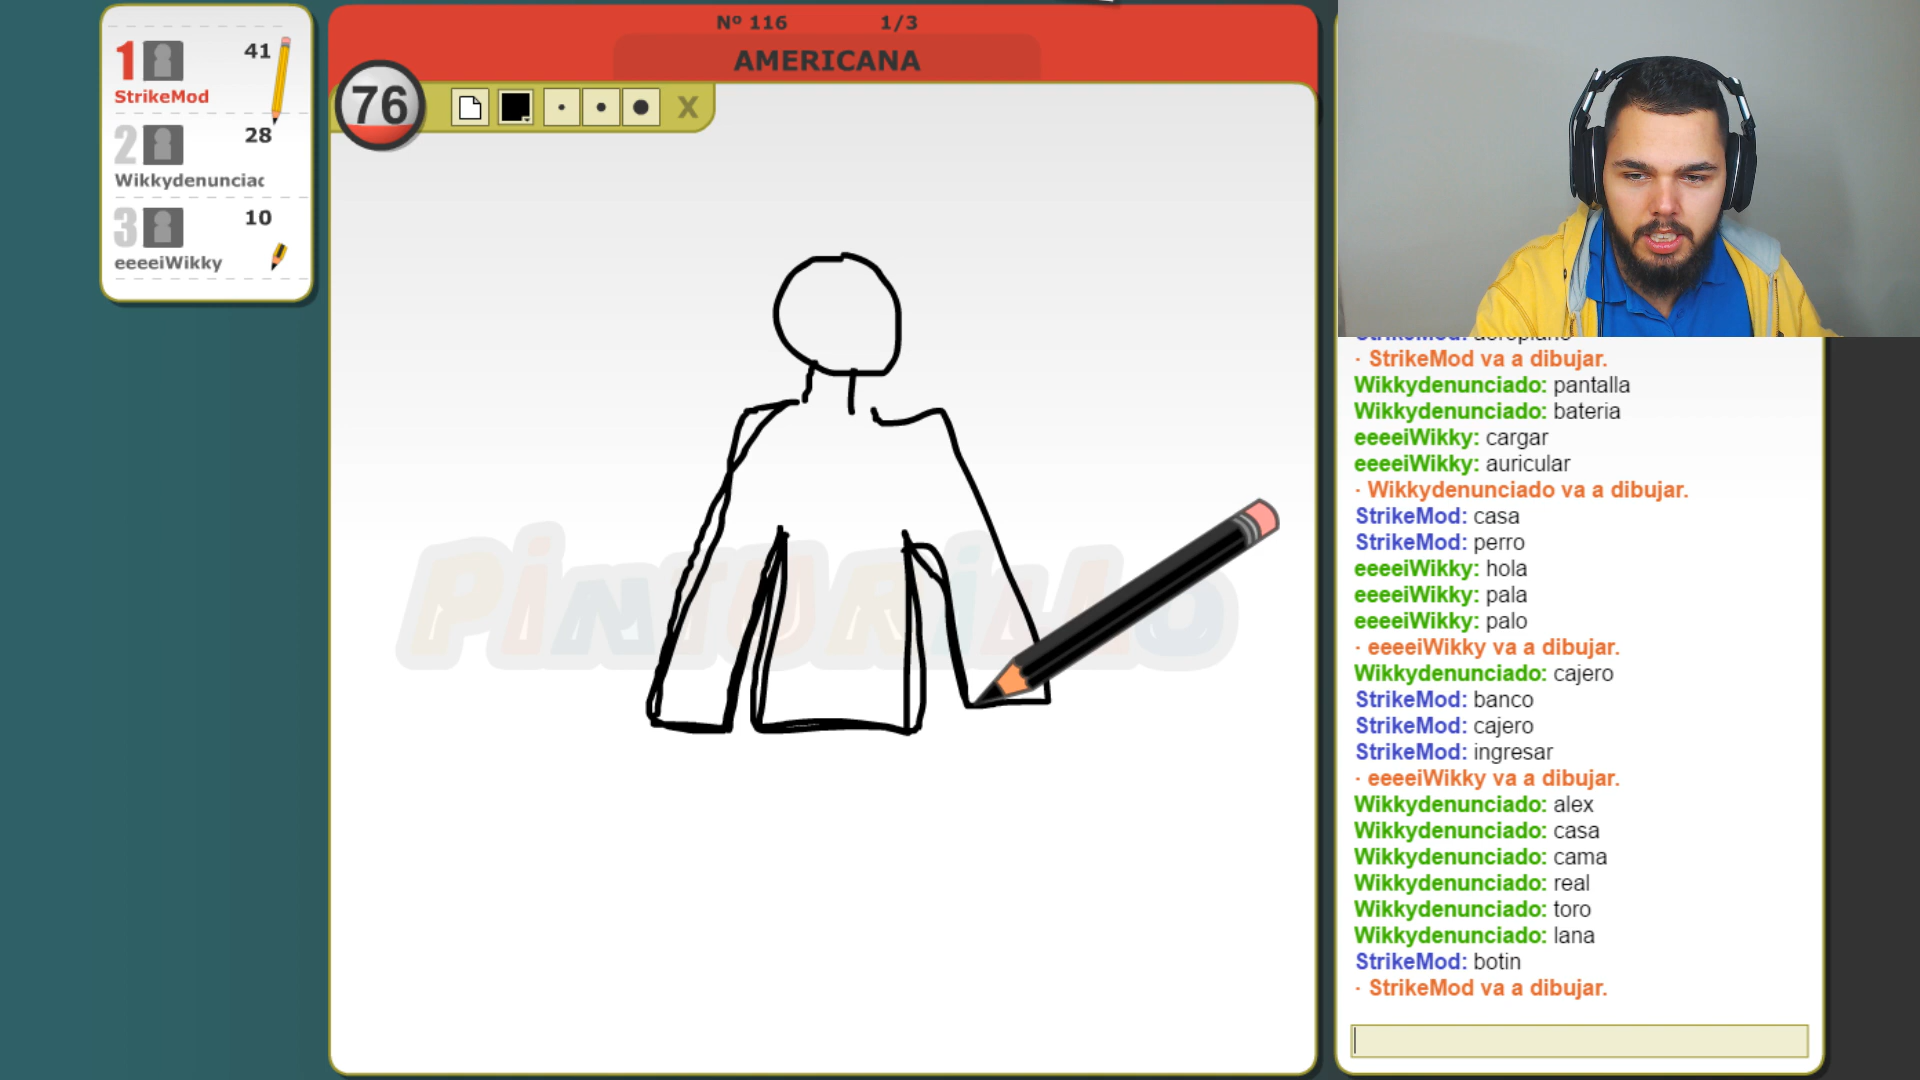 1
41
StrikeMod
2
28
Wikkydenunciac
3
10
eeeeiWikky
Nº 116 1/3
AMERICANA
76
X
PINTURILLO
StrikeMod: aeroplano
· StrikeMod va a dibujar.
Wikkydenunciado: pantalla
Wikkydenunciado: bateria
eeeeiWikky: cargar
eeeeiWikky: auricular
· Wikkydenunciado va a dibujar.
StrikeMod: casa
StrikeMod: perro
eeeeiWikky: hola
eeeeiWikky: pala
eeeeiWikky: palo
· eeeeiWikky va a dibujar.
Wikkydenunciado: cajero
StrikeMod: banco
StrikeMod: cajero
StrikeMod: ingresar
· eeeeiWikky va a dibujar.
Wikkydenunciado: alex
Wikkydenunciado: casa
Wikkydenunciado: cama
Wikkydenunciado: real
Wikkydenunciado: toro
Wikkydenunciado: lana
StrikeMod: botin
· StrikeMod va a dibujar.